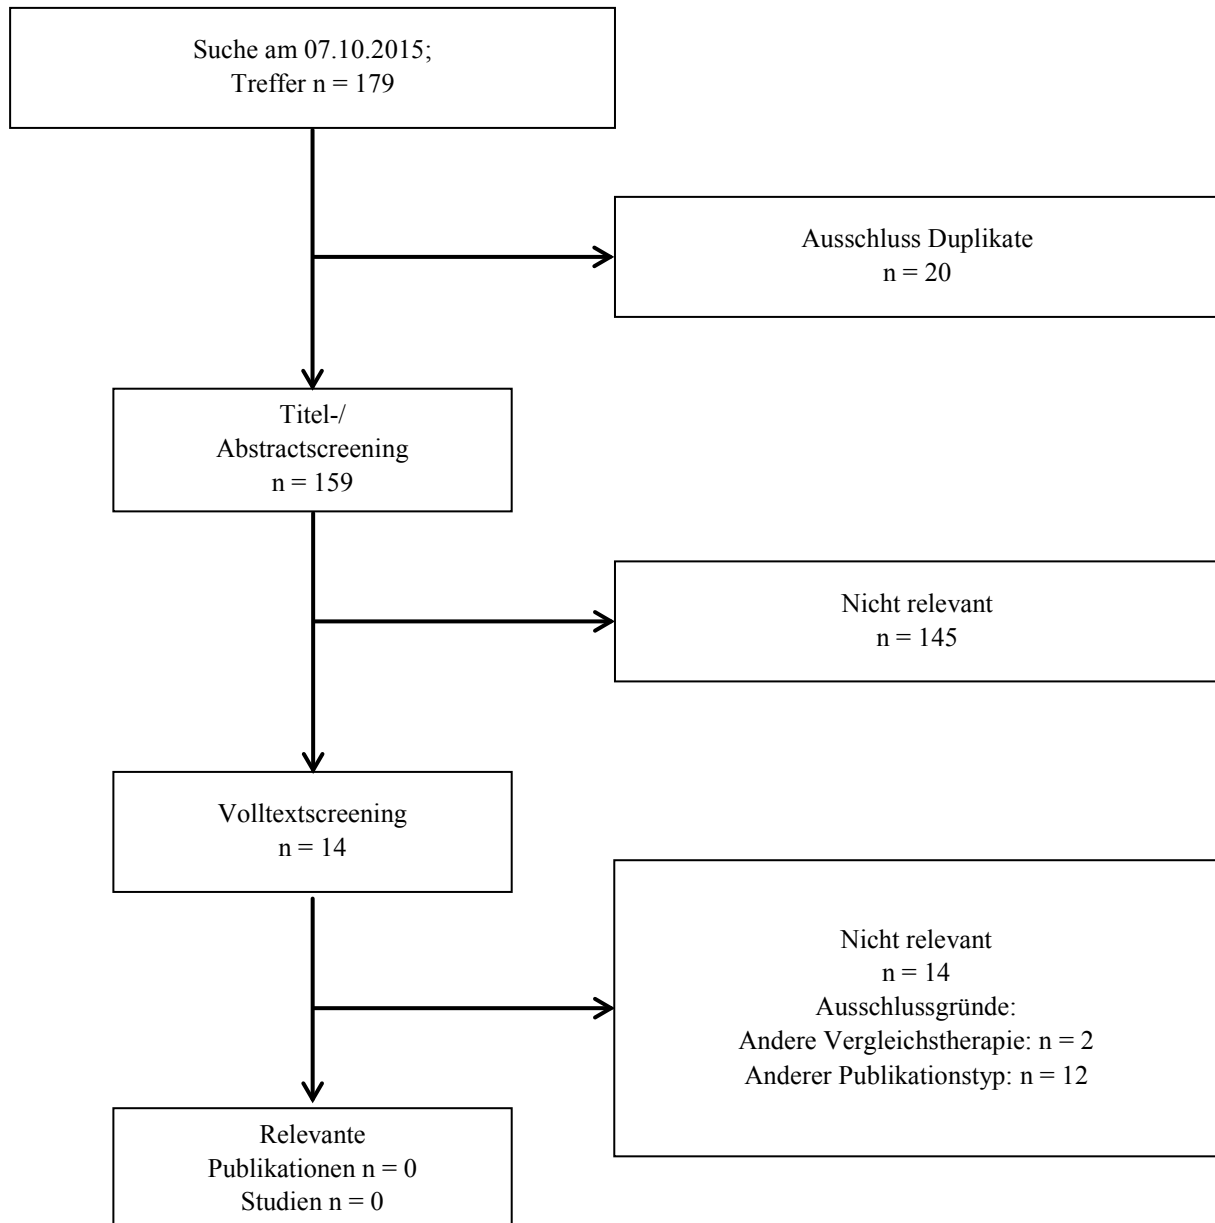 Suche am 07.10.2015;
Treffer n = 179
Ausschluss Duplikate
n = 20
Titel-/
Abstractscreening
n = 159
Nicht relevant
n = 145
Volltextscreening
n = 14
Nicht relevant
n = 14
Ausschlussgründe:
Andere Vergleichstherapie: n = 2
Anderer Publikationstyp: n = 12
Relevante
Publikationen n = 0
Studien n = 0